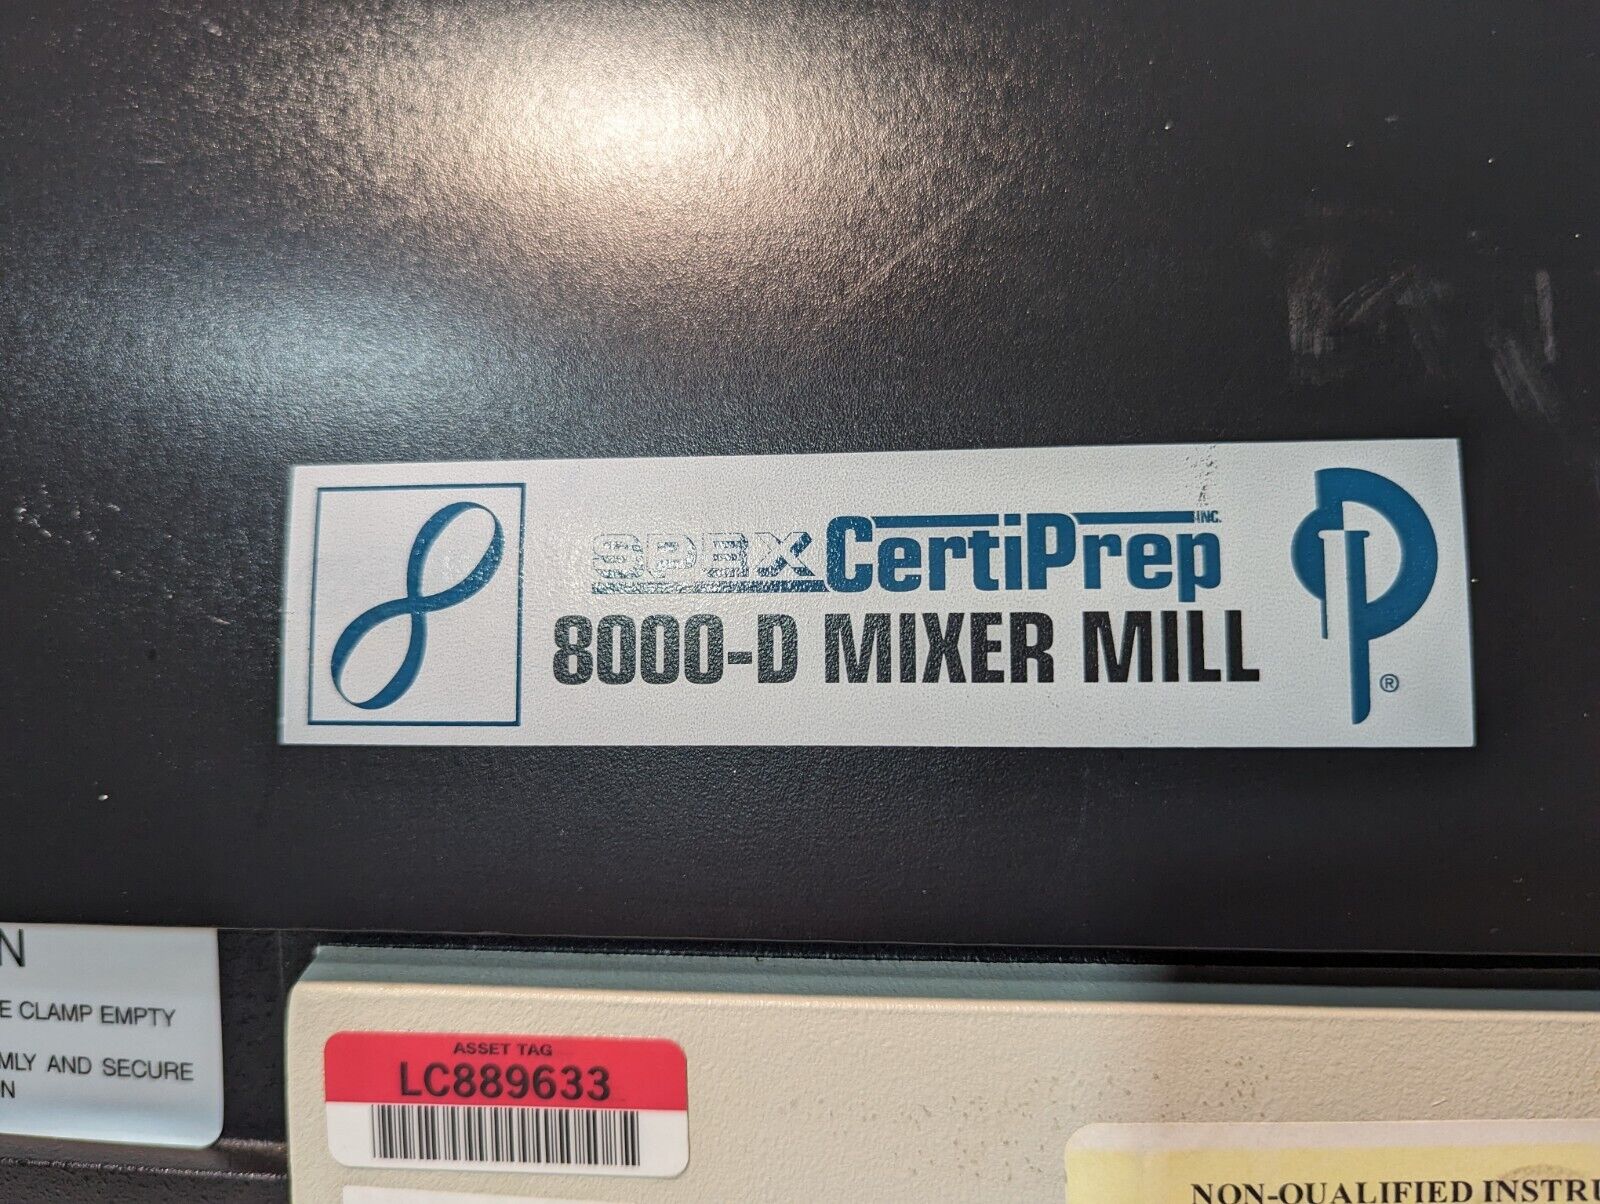 SPEX CertiPrep INC.
8000-D MIXER MILL
®
N
E CLAMP EMPTY
MLY AND SECURE
N
ASSET TAG
LC889633
NON-QUALIFIED INSTRU